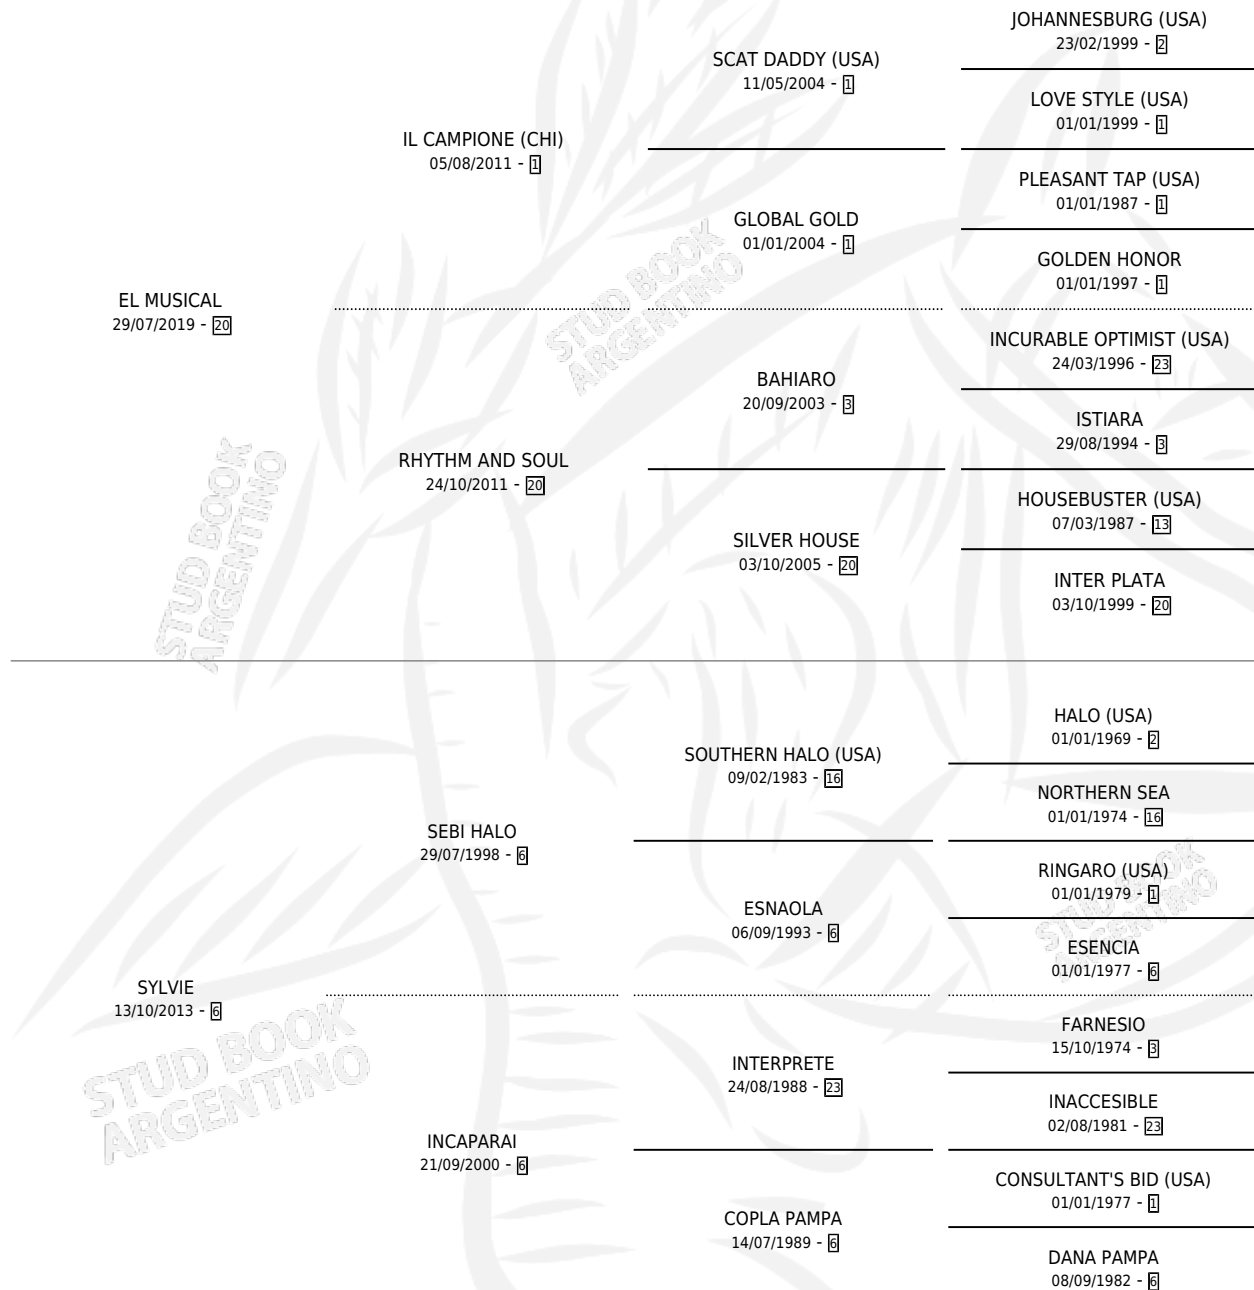 JOHANNESBURG (USA)
23/02/1999 - 2
SCAT DADDY (USA)
11/05/2004 - 1
LOVE STYLE (USA)
01/01/1999 - 1
IL CAMPIONE (CHI)
05/08/2011 - 1
PLEASANT TAP (USA)
01/01/1987 - 1
GLOBAL GOLD
01/01/2004 - 1
GOLDEN HONOR
01/01/1997 - 1
EL MUSICAL
29/07/2019 - 20
INCURABLE OPTIMIST (USA)
24/03/1996 - 23
BAHIARO
20/09/2003 - 3
ISTIARA
29/08/1994 - 3
RHYTHM AND SOUL
24/10/2011 - 20
HOUSEBUSTER (USA)
07/03/1987 - 13
SILVER HOUSE
03/10/2005 - 20
INTER PLATA
03/10/1999 - 20
HALO (USA)
01/01/1969 - 2
SOUTHERN HALO (USA)
09/02/1983 - 16
NORTHERN SEA
01/01/1974 - 16
SEBI HALO
29/07/1998 - 6
RINGARO (USA)
01/01/1979 - 1
ESNAOLA
06/09/1993 - 6
ESENCIA
01/01/1977 - 6
SYLVIE
13/10/2013 - 6
FARNESIO
15/10/1974 - 3
INTERPRETE
24/08/1988 - 23
INACCESIBLE
02/08/1981 - 23
INCAPARAI
21/09/2000 - 6
CONSULTANT'S BID (USA)
01/01/1977 - 1
COPLA PAMPA
14/07/1989 - 6
DANA PAMPA
08/09/1982 - 6
STUD BOOK
ARGENTINO
STUD BOOK
ARGENTINO
STUD BOOK
ARGENTINO
STUD BOOK
ARGENTINO